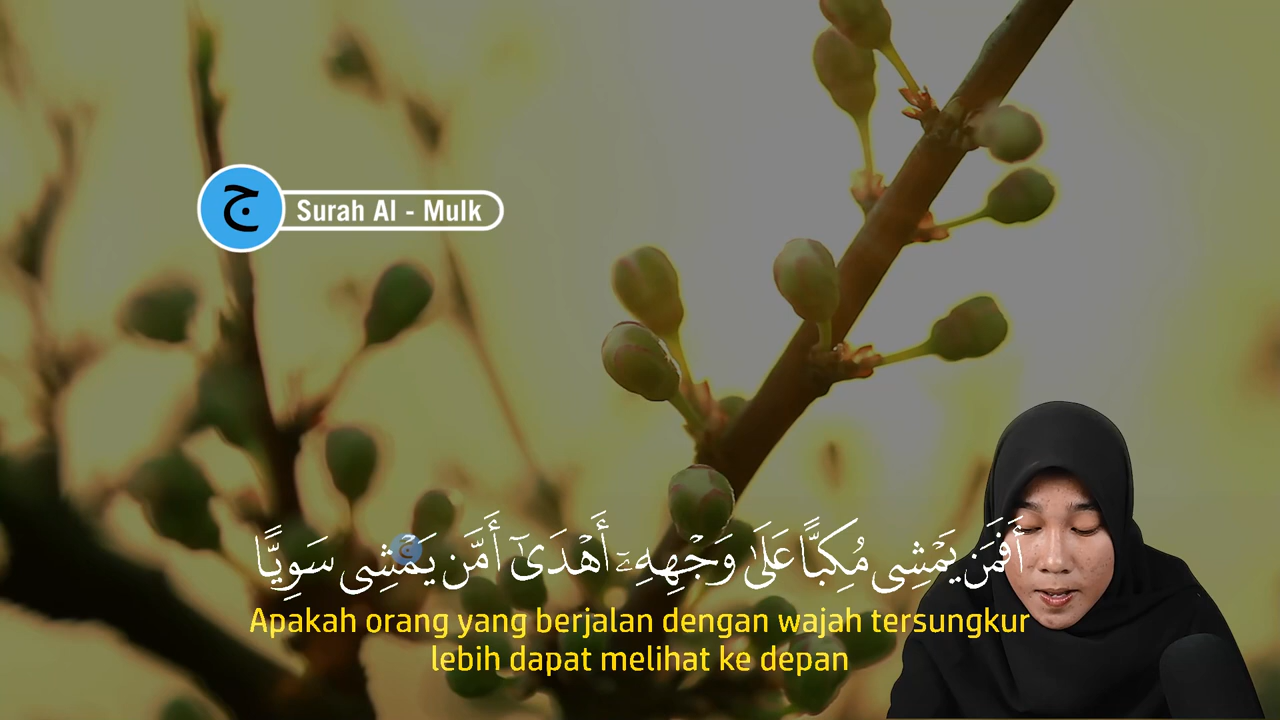 ج
Surah Al - Mulk
أَفَمَن يَمْشِى مُكِبًّا عَلَىٰ وَجْهِهِۦٓ أَهْدَىٰٓ أَمَّن يَمْشِى سَوِيًّا
Apakah orang yang berjalan dengan wajah tersungkur
lebih dapat melihat ke depan